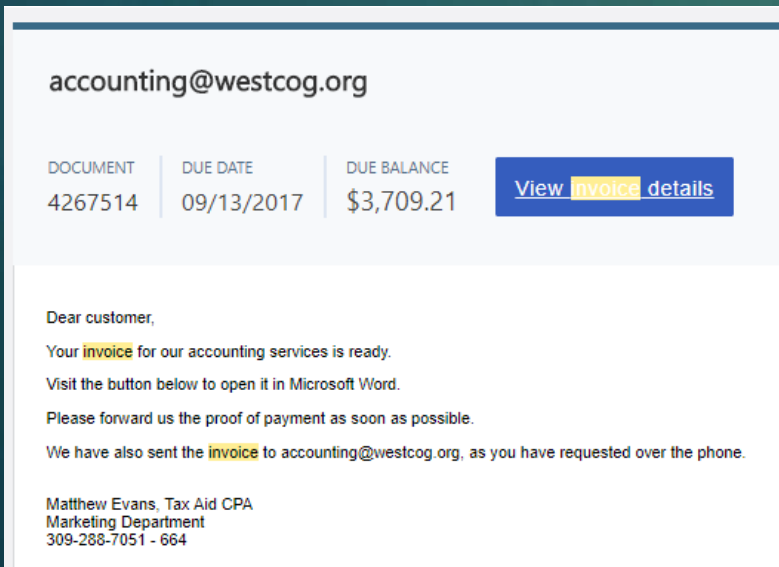 accounting@westcog.org
DOCUMENT DUE DATE DUE BALANCE
4267514 09/13/2017 $3,709.21 View invoice details
Dear customer,
Your invoice for our accounting services is ready.
Visit the button below to open it in Microsoft Word.
Please forward us the proof of payment as soon as possible.
We have also sent the invoice to accounting@westcog.org, as you have requested over the phone.
Matthew Evans, Tax Aid CPA
Marketing Department
309-288-7051 - 664